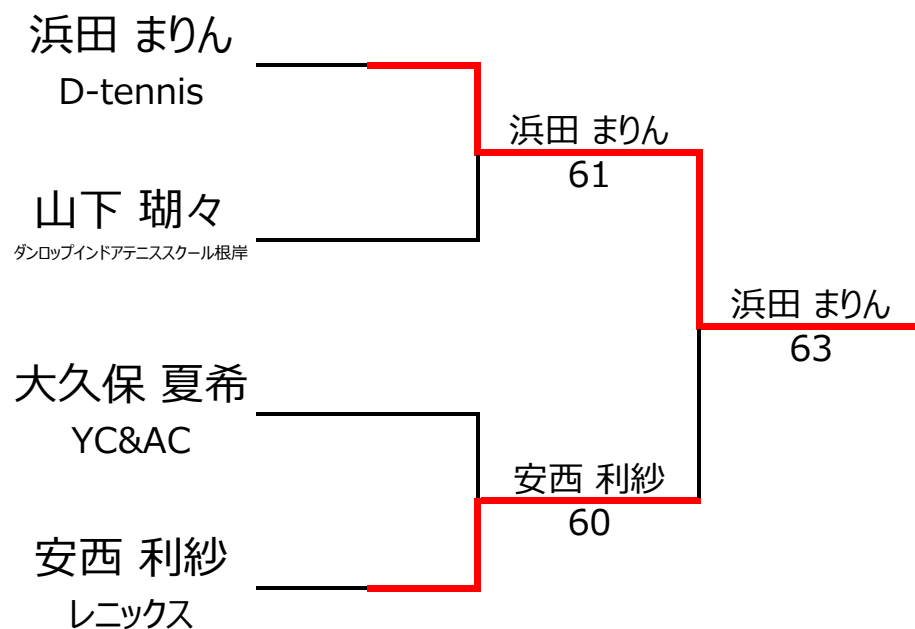 浜田 まりん
D-tennis
浜田 まりん
61
山下 瑚々
ダンロップインドアテニススクール根岸
浜田 まりん
63
大久保 夏希
YC&AC
安西 利紗
60
安西 利紗
レニックス